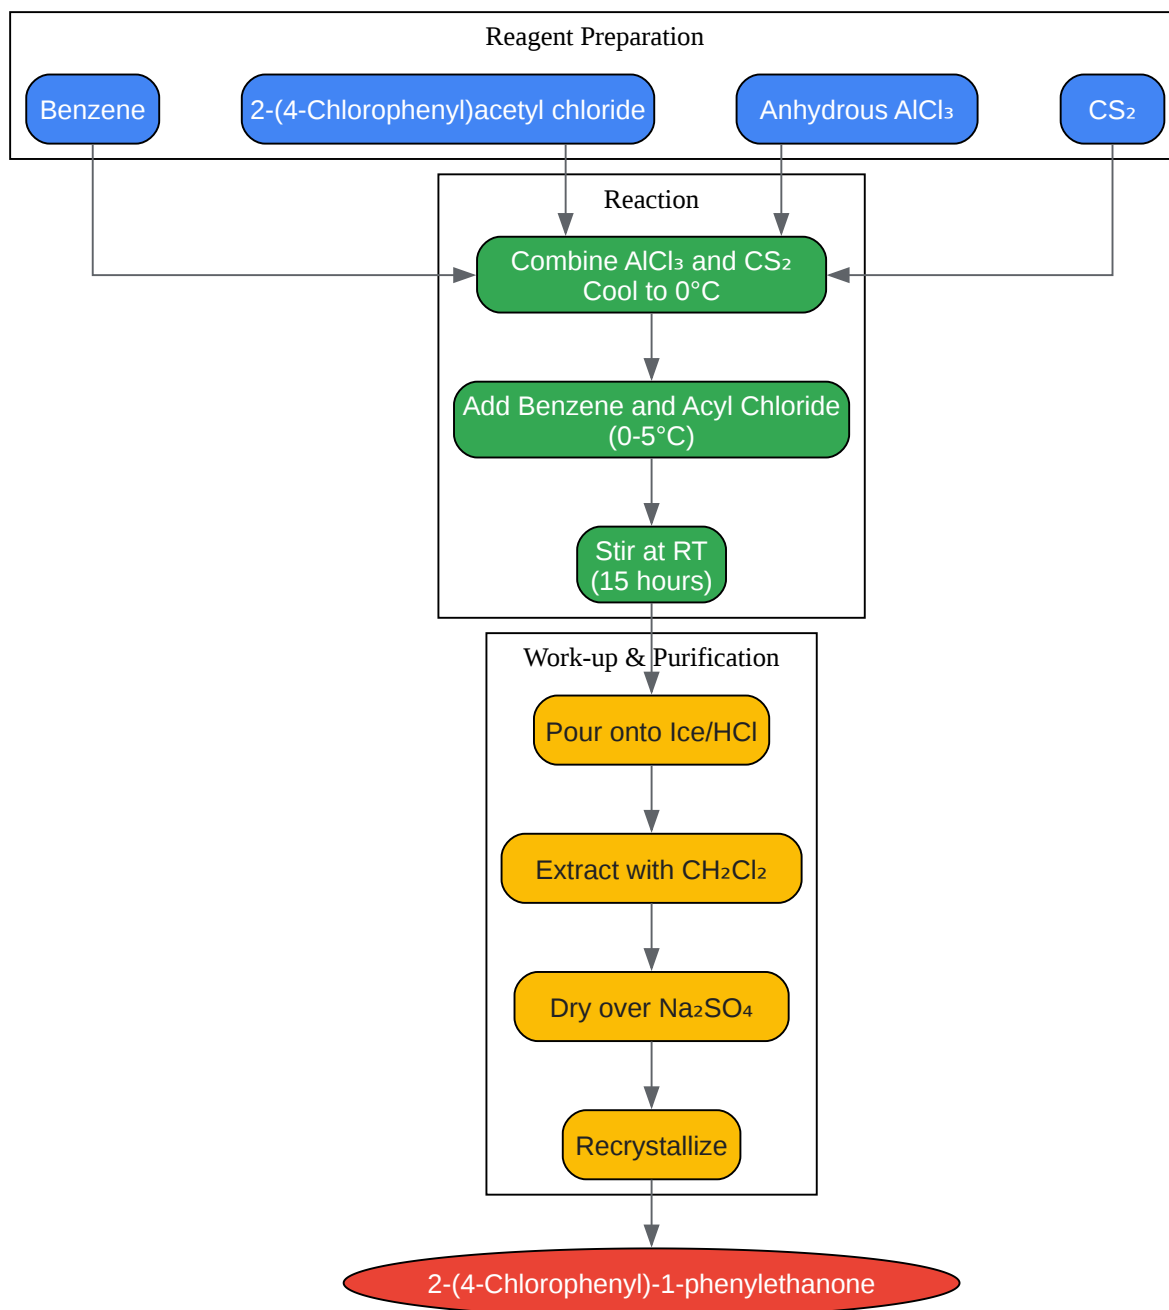 Reagent Preparation
Benzene
2-(4-Chlorophenyl)acetyl chloride
Anhydrous AlCl₃
CS₂
Reaction
Combine AlCl₃ and CS₂
Cool to 0°C
Add Benzene and Acyl Chloride
(0-5°C)
Stir at RT
(15 hours)
Work-up & Purification
Pour onto Ice/HCl
Extract with CH₂Cl₂
Dry over Na₂SO₄
Recrystallize
2-(4-Chlorophenyl)-1-phenylethanone